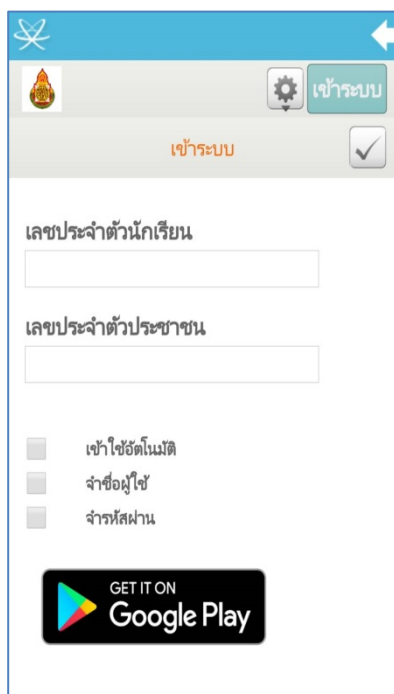 เข้าระบบ
เข้าระบบ
เลชประจำตัวนักเรียน
เลขประจำตัวประชาชน
เข้าใช้อัตโนมัติ
จำชื่อผู้ใช้
จำรหัสผ่าน
GET IT ON
Google Play